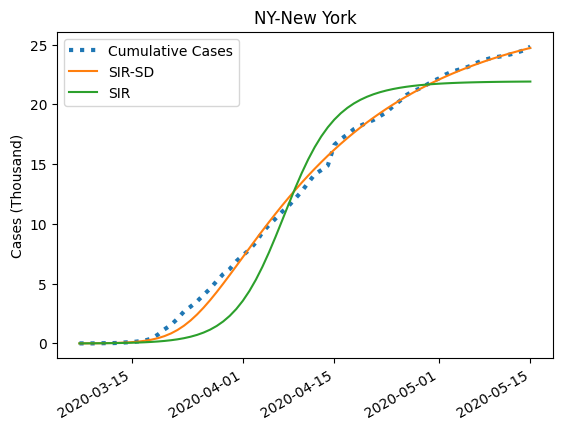 NY-New York
Cumulative Cases
SIR-SD
SIR
Cases (Thousand)
25
20
15
10
5
0
2020-03-15
2020-04-01
2020-04-15
2020-05-01
2020-05-15